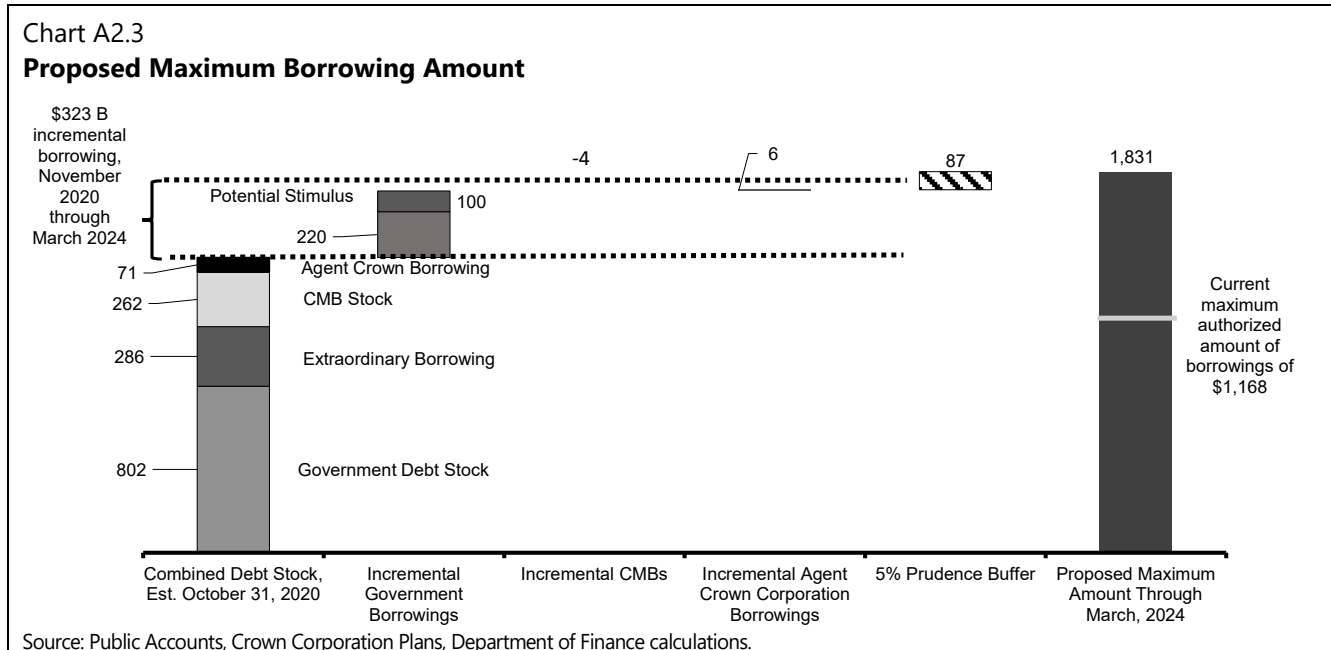 Chart A2.3
Proposed Maximum Borrowing Amount
$323 B
incremental
borrowing,
November
2020
through
March 2024
-4
6
87
1,831
Potential Stimulus
100
220
71
Agent Crown Borrowing
262
CMB Stock
286
Extraordinary Borrowing
802
Government Debt Stock
Current
maximum
authorized
amount of
borrowings of
$1,168
Combined Debt Stock,
Est. October 31, 2020
Incremental
Government
Borrowings
Incremental CMBs
Incremental Agent
Crown Corporation
Borrowings
5% Prudence Buffer
Proposed Maximum
Amount Through
March, 2024
Source: Public Accounts, Crown Corporation Plans, Department of Finance calculations.